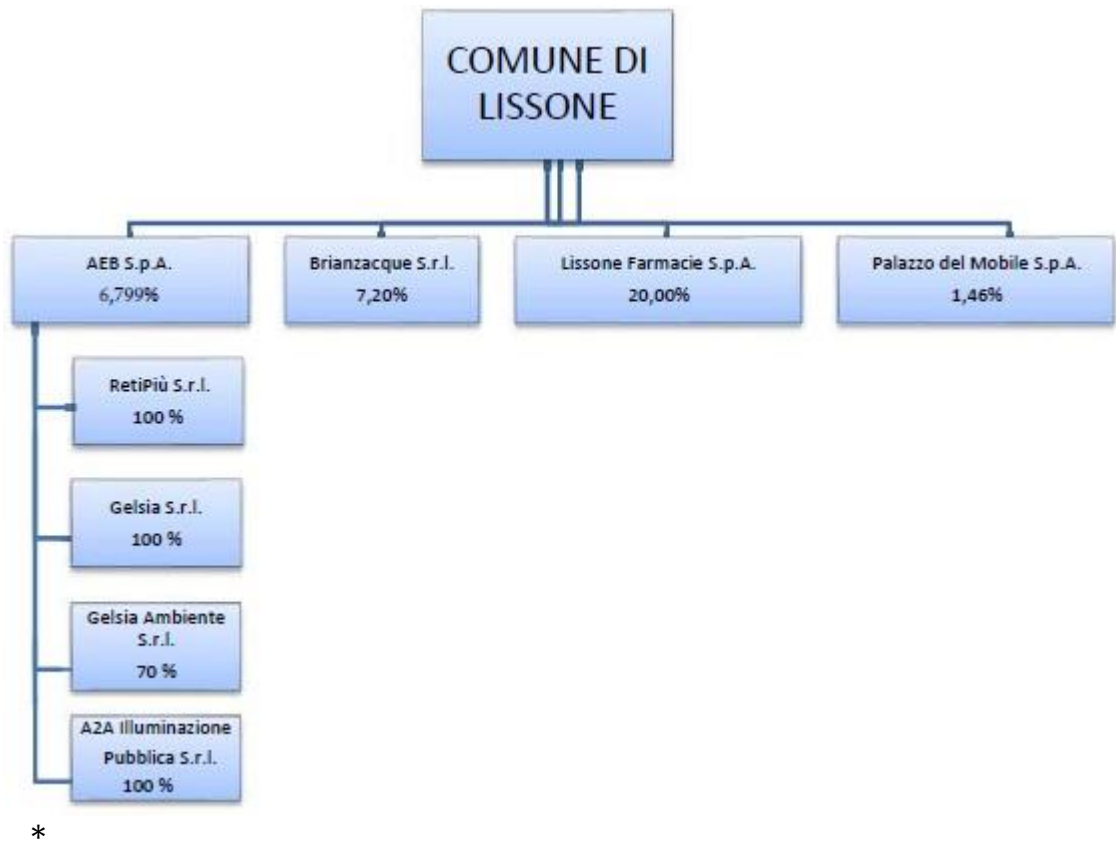 COMUNE DI
LISSONE
AEB S.p.A.
6,799%
Brianzacque S.r.l.
7,20%
Lissone Farmacie S.p.A.
20,00%
Palazzo del Mobile S.p.A.
1,46%
RetiPiù S.r.l.
100 %
Gelsia S.r.l.
100 %
Gelsia Ambiente
S.r.l.
70 %
A2A Illuminazione
Pubblica S.r.l.
100 %
*